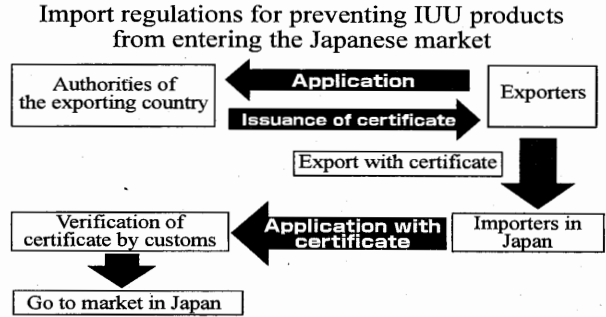 Import regulations for preventing IUU products
from entering the Japanese market
Authorities of
the exporting country
Application
Exporters
Issuance of certificate
Export with certificate
Verification of
certificate by customs
Application with
certificate
Importers in
Japan
Go to market in Japan